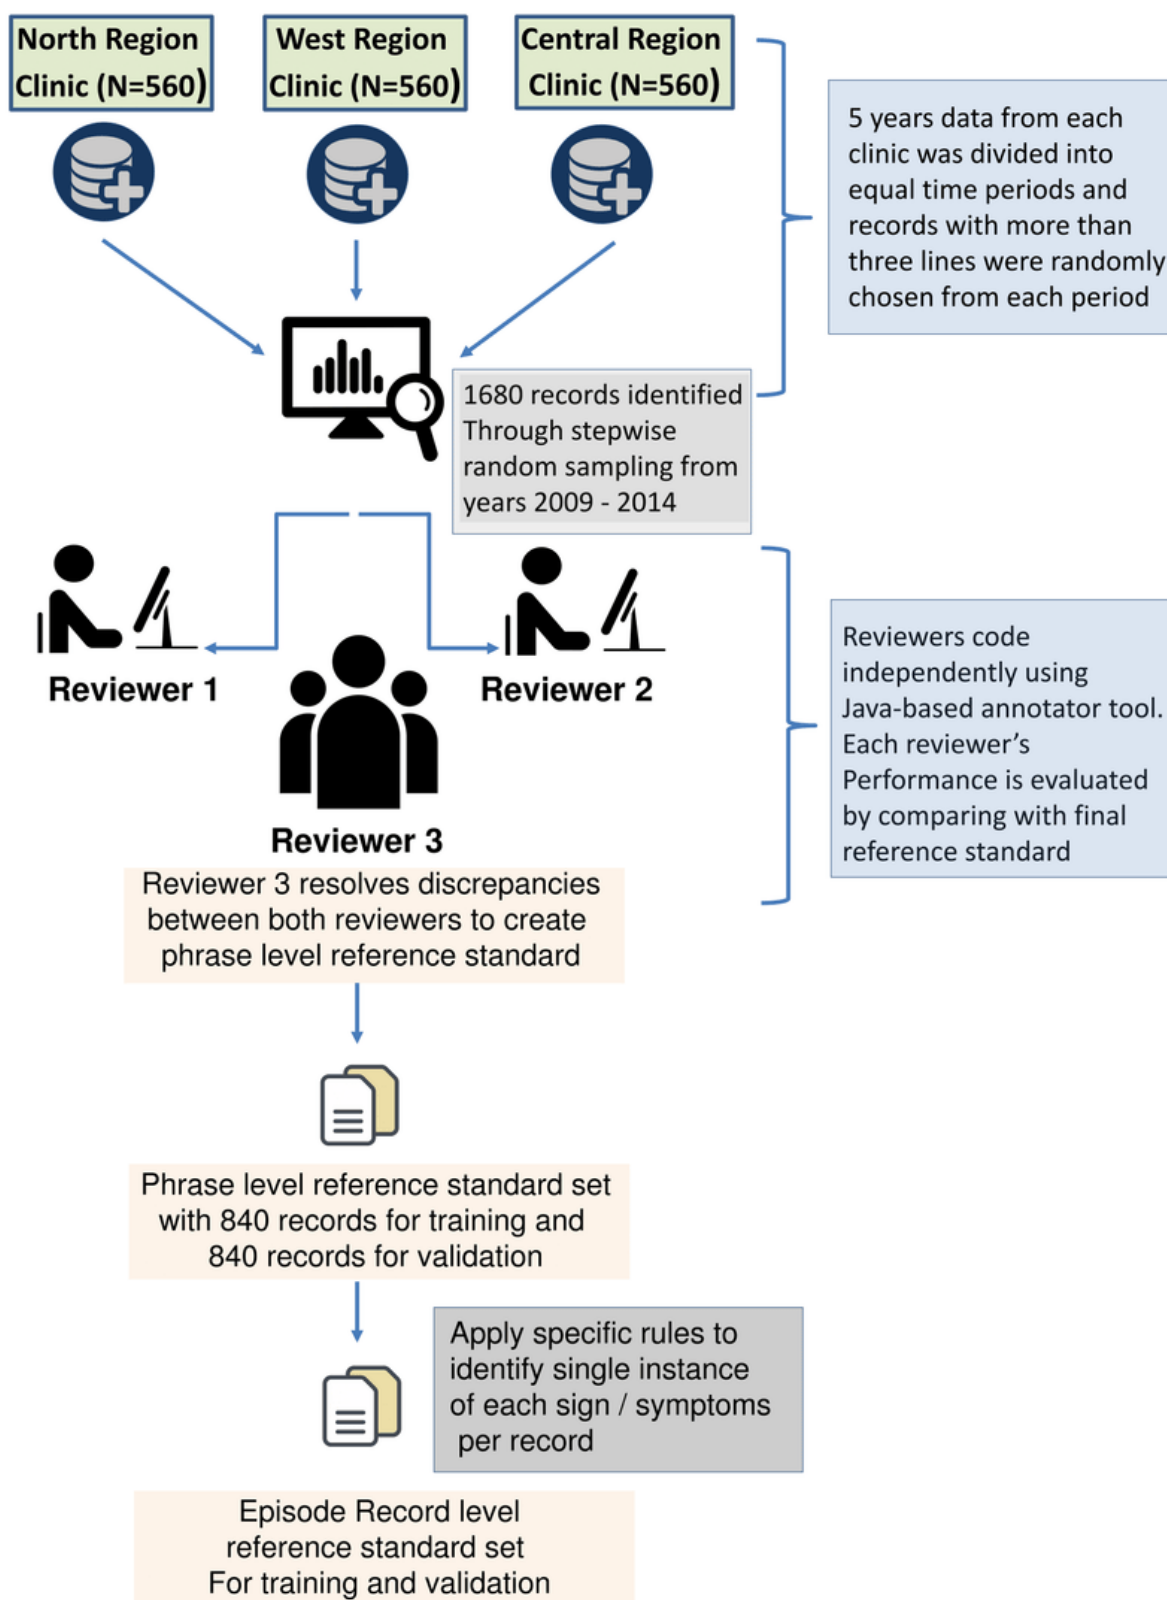 North Region
Clinic (N=560)
West Region
Clinic (N=560)
Central Region
Clinic (N=560)
5 years data from each
clinic was divided into
equal time periods and
records with more than
three lines were randomly
chosen from each period
1680 records identified
Through stepwise
random sampling from
years 2009 - 2014
Reviewer 1
Reviewer 2
Reviewer 3
Reviewers code
independently using
Java-based annotator tool.
Each reviewer’s
Performance is evaluated
by comparing with final
reference standard
Reviewer 3 resolves discrepancies
between both reviewers to create
phrase level reference standard
Phrase level reference standard set
with 840 records for training and
840 records for validation
Apply specific rules to
identify single instance
of each sign / symptoms
per record
Episode Record level
reference standard set
For training and validation